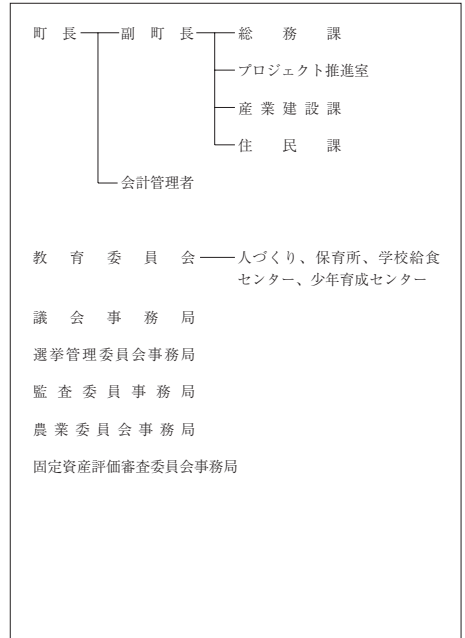 町長 副町長 総務課
プロジェクト推進室
産業建設課
住民課
会計管理者
教育委員会 人づくり、保育所、学校給食
センター、少年育成センター
議会事務局
選挙管理委員会事務局
監査委員事務局
農業委員会事務局
固定資産評価審査委員会事務局